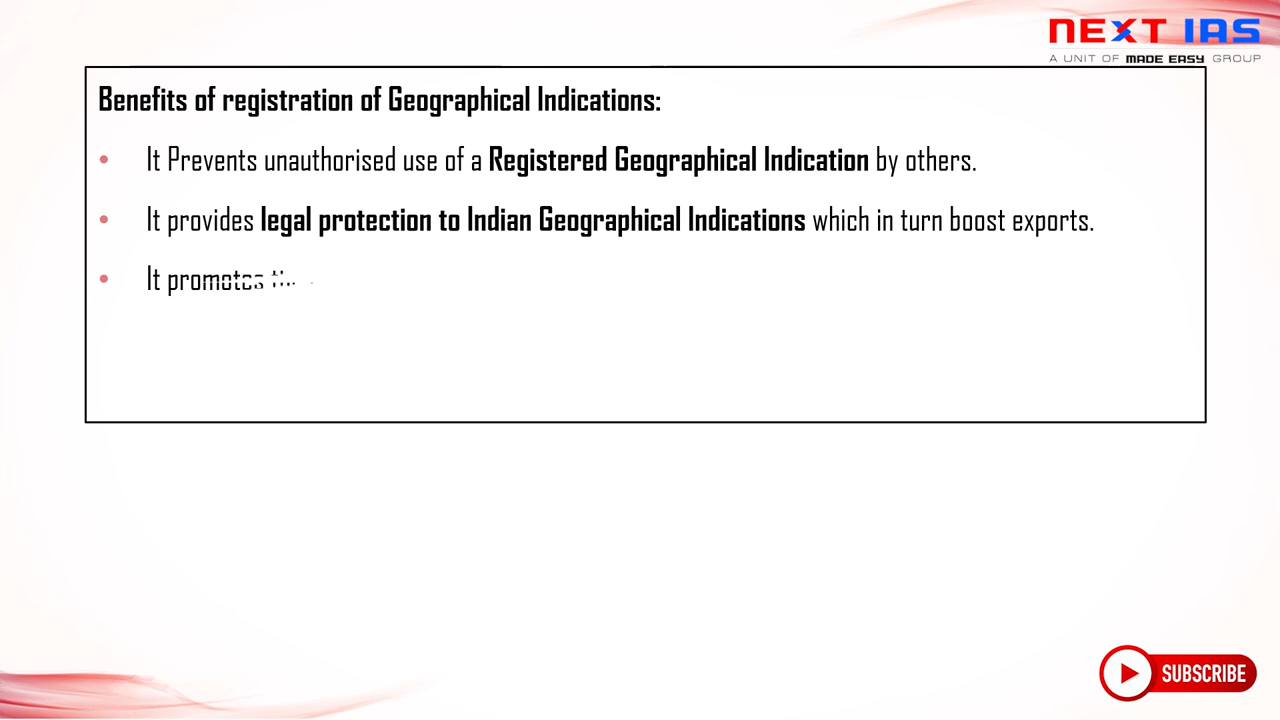 NEXT IAS
A UNIT OF MADE EASY GROUP
Benefits of registration of Geographical Indications:
• It Prevents unauthorised use of a Registered Geographical Indication by others.
• It provides legal protection to Indian Geographical Indications which in turn boost exports.
• It promotes
SUBSCRIBE